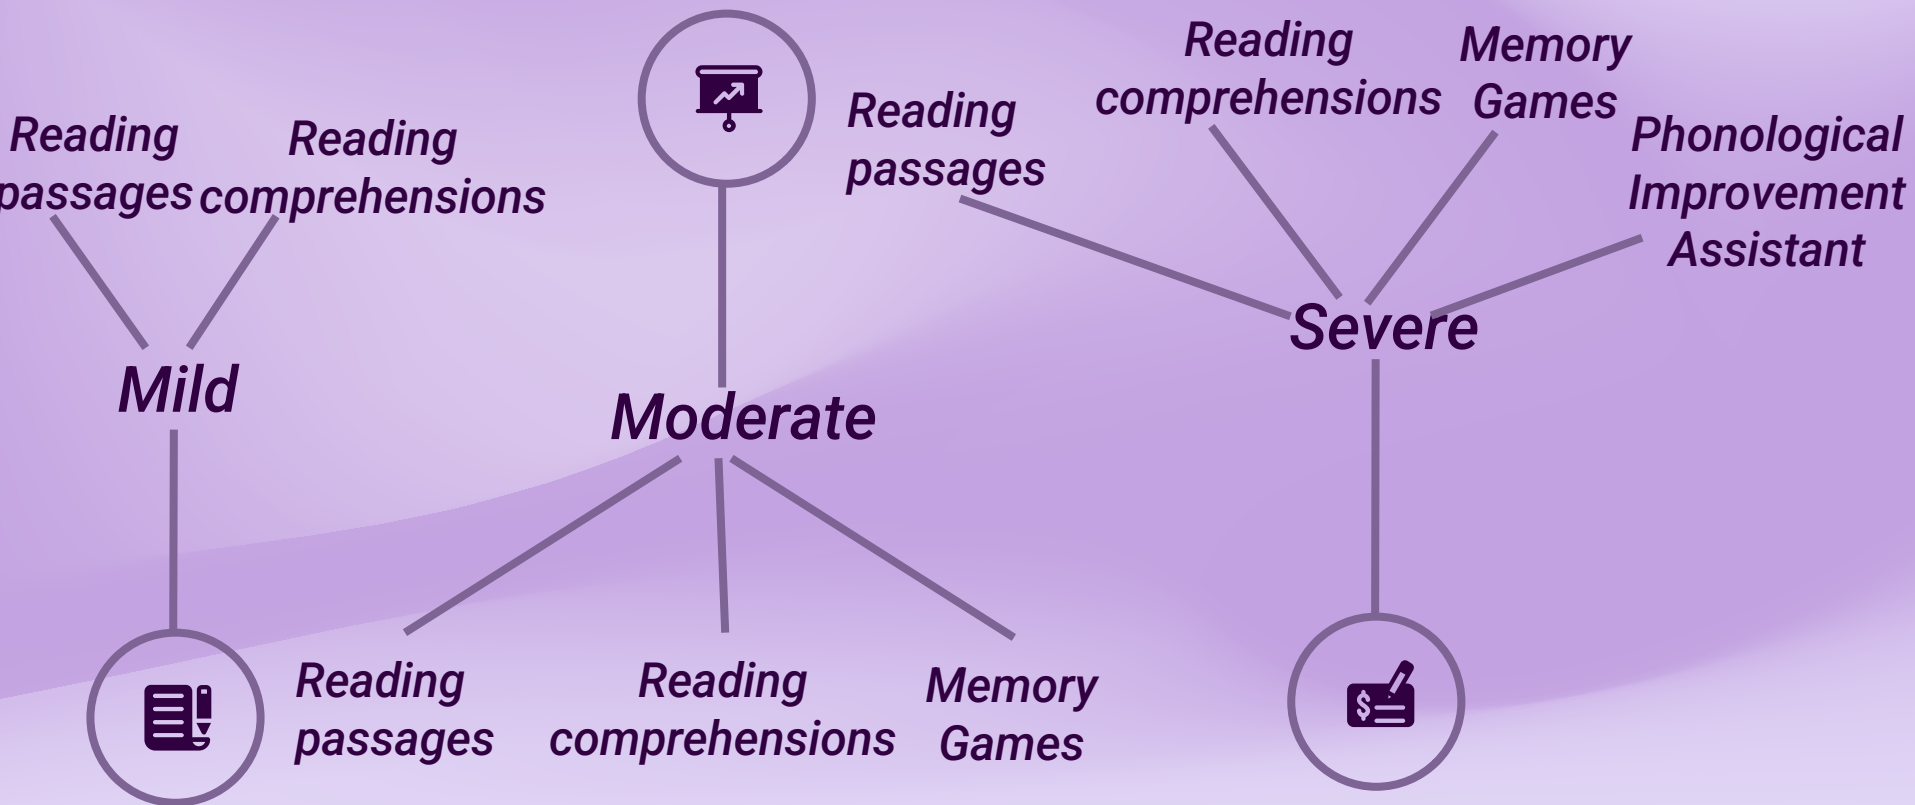 Reading
passages
Reading
comprehensions
Mild
Moderate
Reading
passages
Reading
comprehensions
Memory
Games
Reading
passages
Reading
comprehensions
Memory
Games
Phonological
Improvement
Assistant
Severe
$